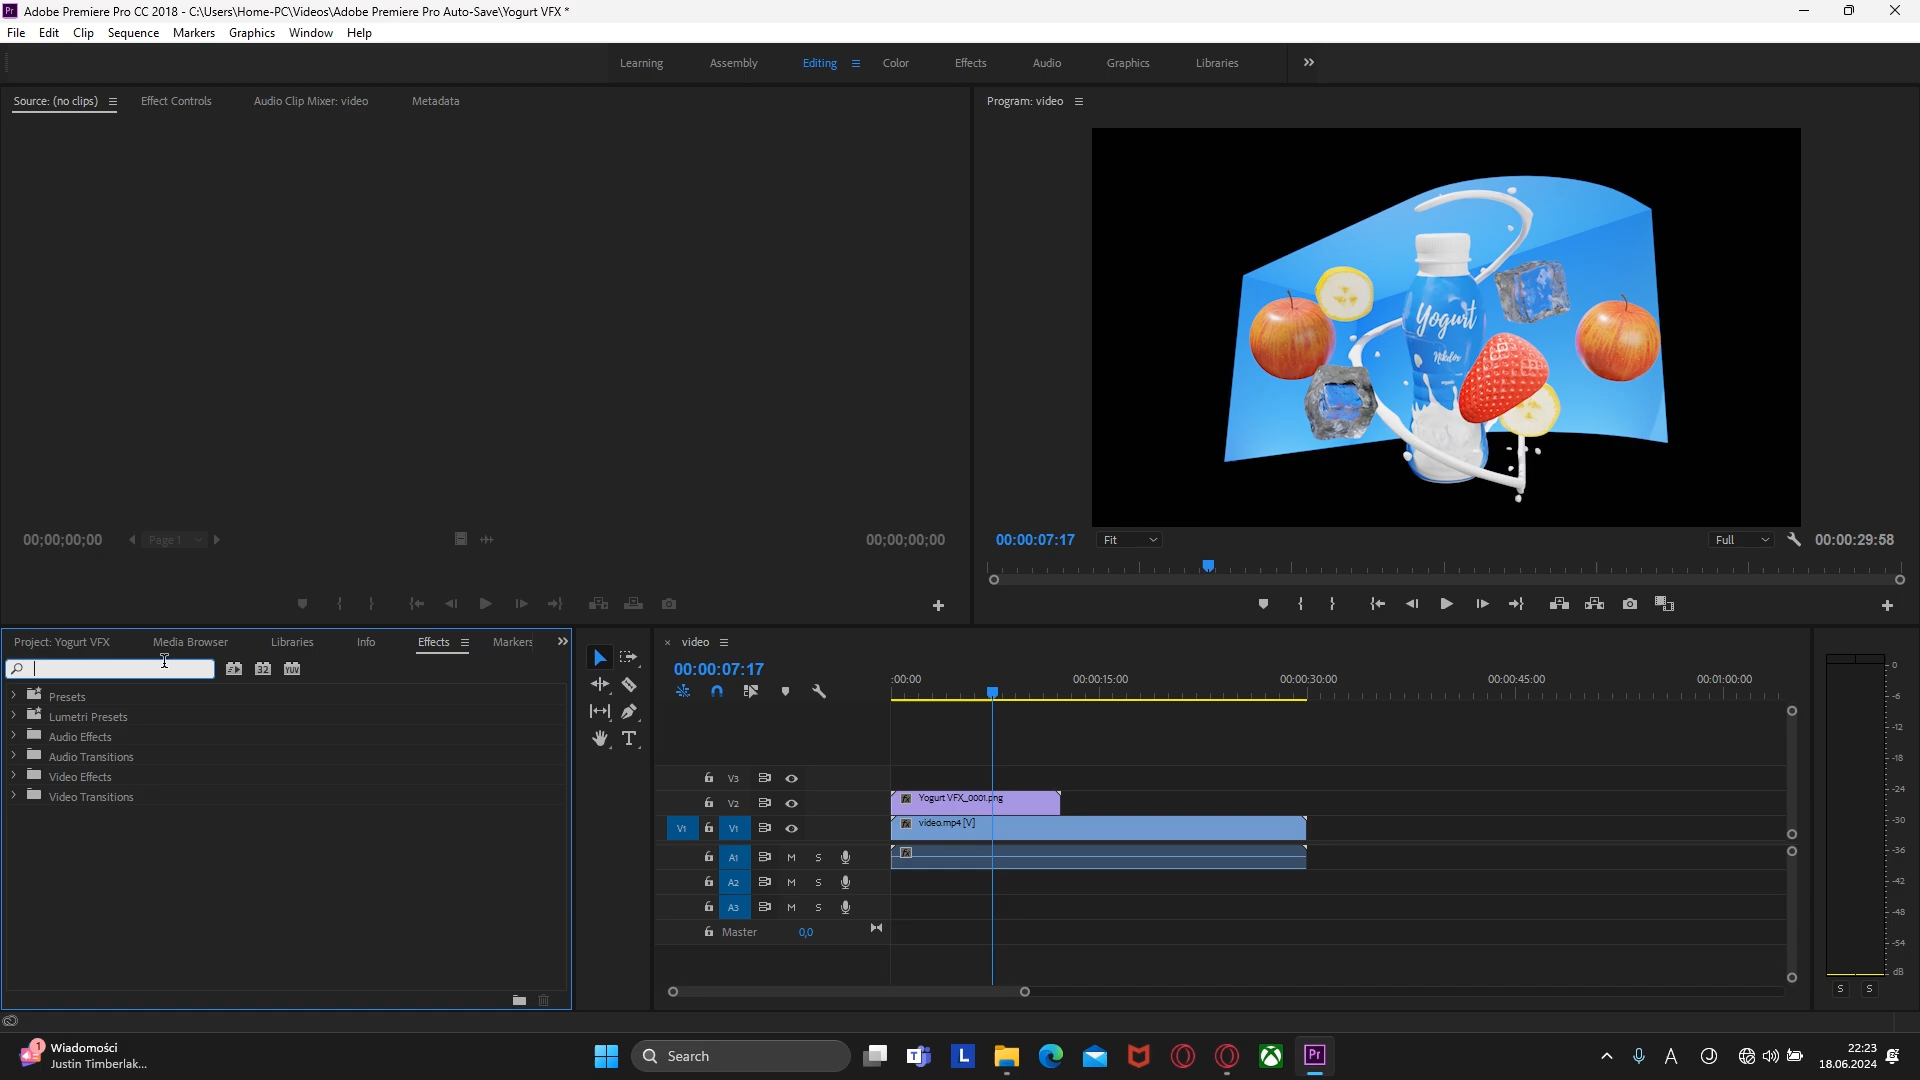 Adobe Premiere Pro CC 2018 - C:\Users\Home-PC\Videos\Adobe Premiere Pro Auto-Save\Yogurt VFX *
File Edit Clip Sequence Markers Graphics Window Help
Learning Assembly Editing Color Effects Audio Graphics Libraries
Source: (no clips) Effect Controls Audio Clip Mixer: video Metadata
Program: video
Yogurt
Nikdor
00;00;00;00 Page 1 00;00;00;00
00:00:07:17 Fit Full 00:00:29:58
Project: Yogurt VFX Media Browser Libraries Info Effects Markers
32 YUV
Presets
Lumetri Presets
Audio Effects
Audio Transitions
Video Effects
Video Transitions
× video
00:00:07:17
:00:00 00:00:15:00 00:00:30:00 00:00:45:00 00:01:00:00
V3
V2 fx Yogurt VFX_0001.png
V1 V1 fx video.mp4 [V]
A1 M S fx
A2 M S
A3 M S
Master 0,0
0
-6
-12
-18
-24
-30
-36
-42
-48
-54
dB
S S
1 Wiadomości
Justin Timberlak...
Search
22:23
18.06.2024